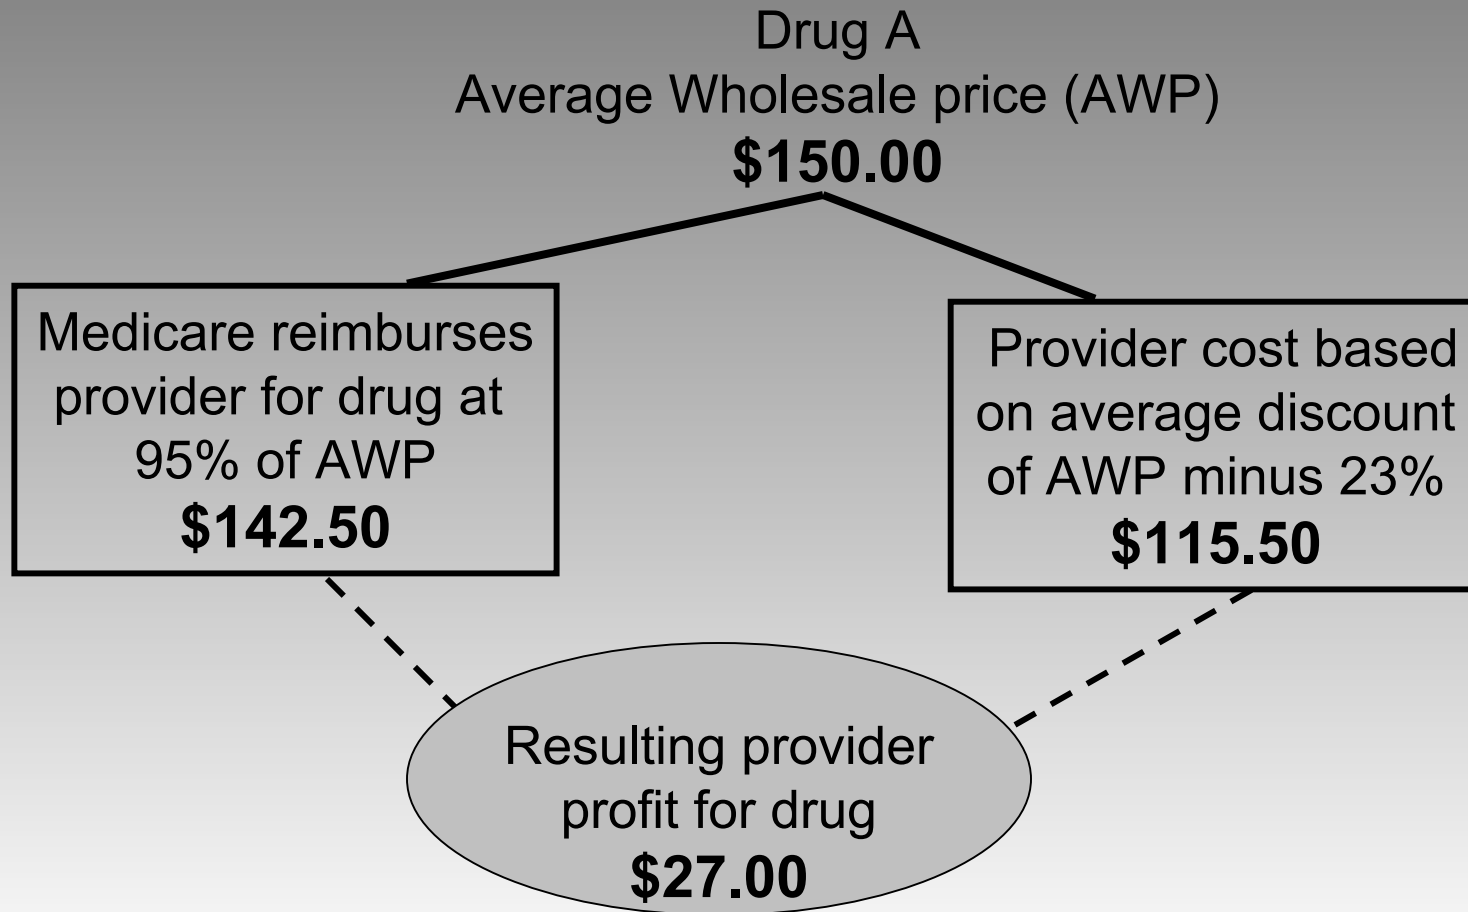 Drug A
Average Wholesale price (AWP)
$150.00
Medicare reimburses
provider for drug at
95% of AWP
$142.50
Provider cost based
on average discount
of AWP minus 23%
$115.50
Resulting provider
profit for drug
$27.00